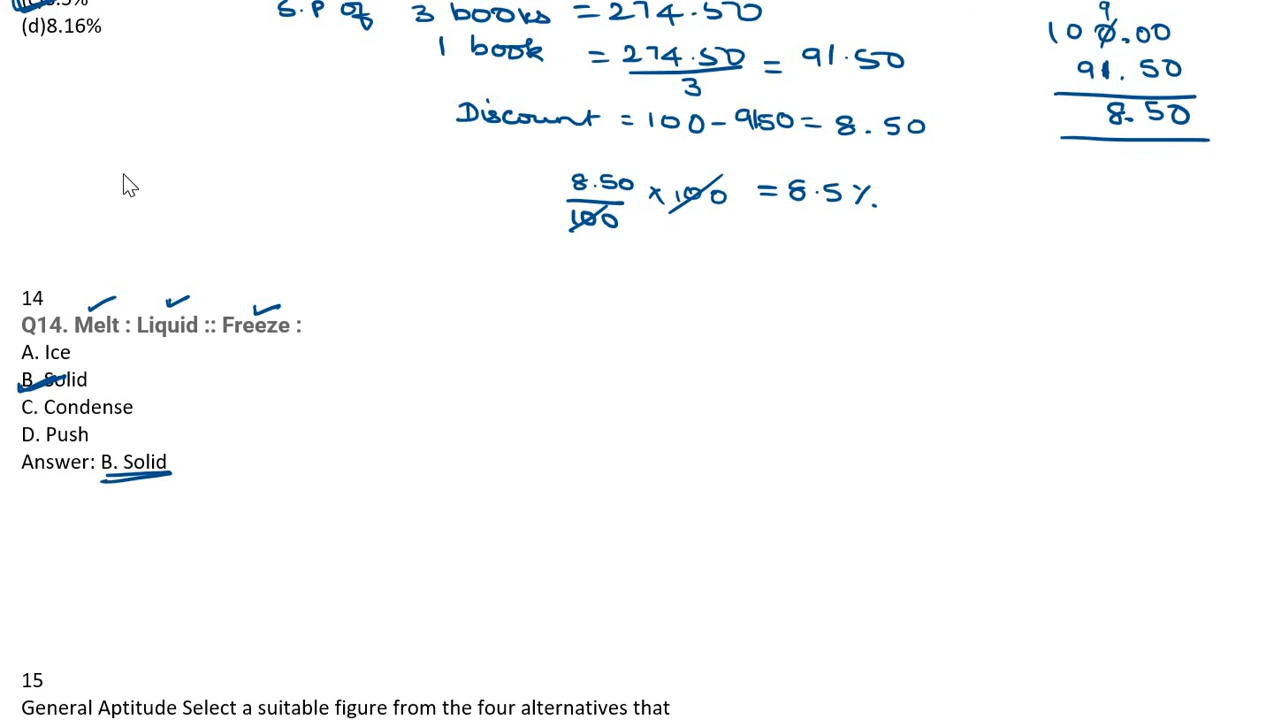 (d)8.16%
S.P of 3 books = 274.50
1 book = 274.50/3 = 91.50
Discount = 100 - 9150 = 8.50
9
100.00
91.50
8.50
8.50/100 × 100 = 8.5%.
14
Q14. Melt : Liquid :: Freeze :
A. Ice
B. Solid
C. Condense
D. Push
Answer: B. Solid
15
General Aptitude Select a suitable figure from the four alternatives that